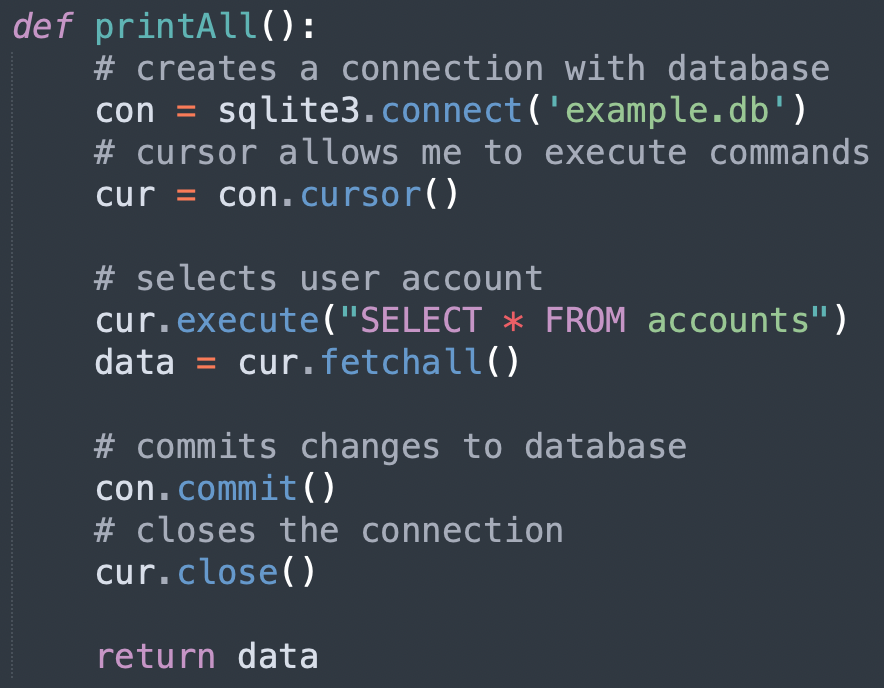 def printAll():
    # creates a connection with database
    con = sqlite3.connect('example.db')
    # cursor allows me to execute commands
    cur = con.cursor()

    # selects user account
    cur.execute("SELECT * FROM accounts")
    data = cur.fetchall()

    # commits changes to database
    con.commit()
    # closes the connection
    cur.close()

    return data